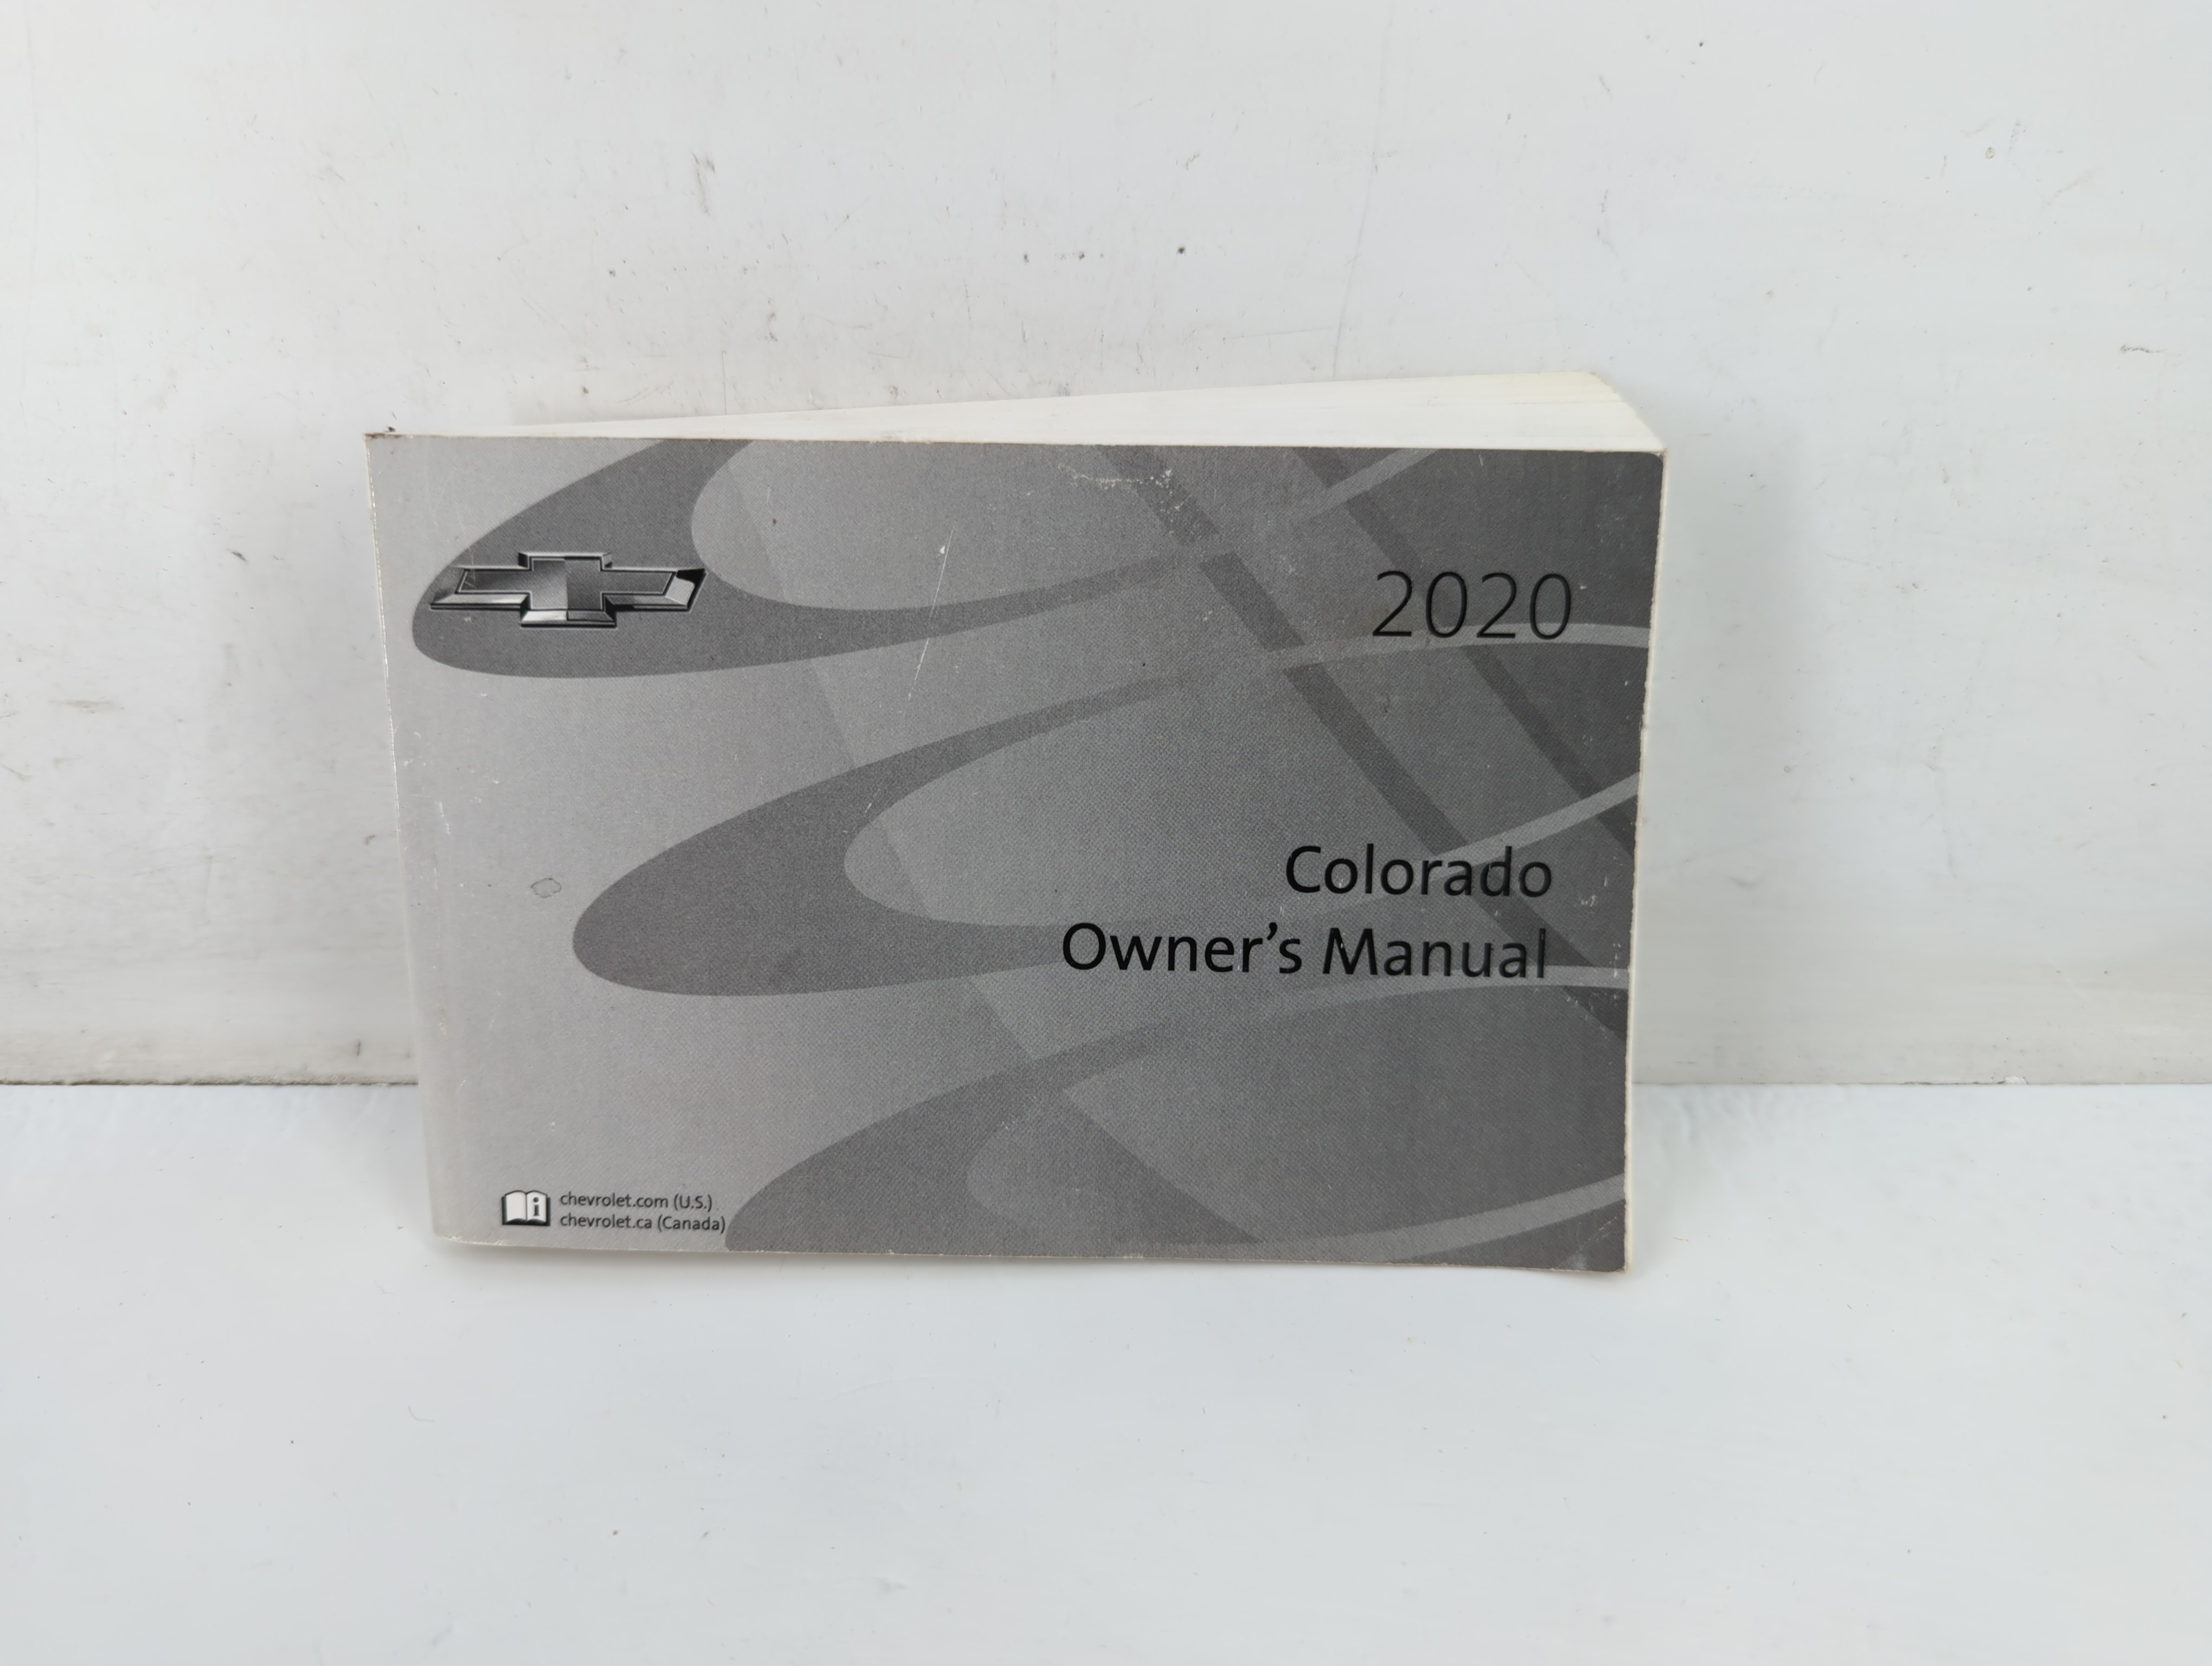 2020
Colorado
Owner's Manual
chevrolet.com (U.S.)
chevrolet.ca (Canada)